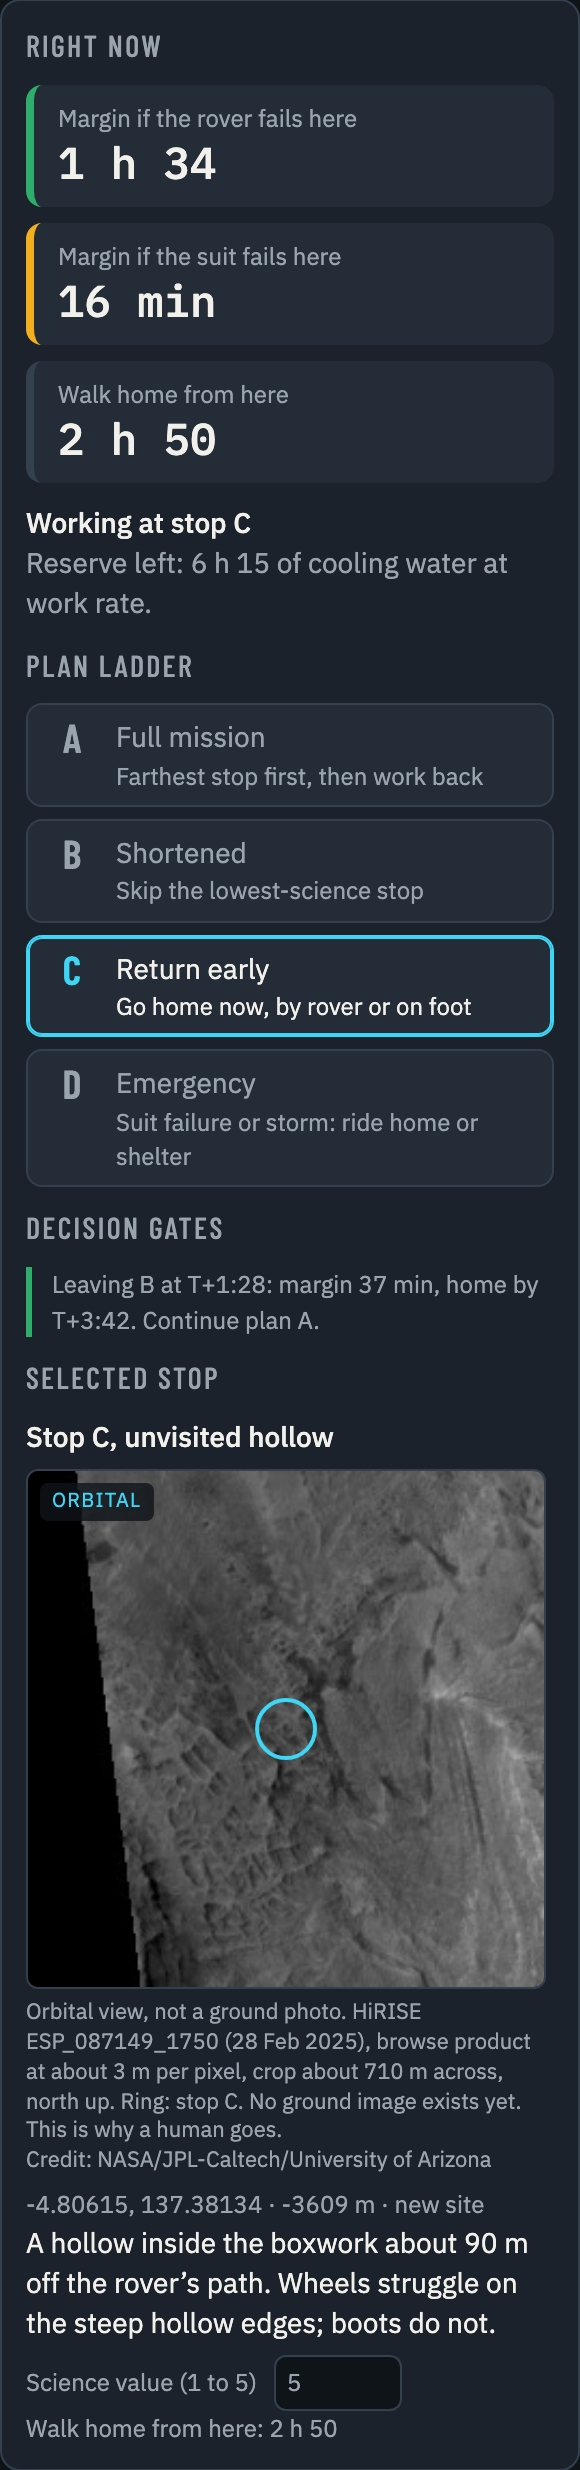 RIGHT NOW
Margin if the rover fails here
1 h 34
Margin if the suit fails here
16 min
Walk home from here
2 h 50
Working at stop C
Reserve left: 6 h 15 of cooling water at
work rate.
PLAN LADDER
A
Full mission
Farthest stop first, then work back
B
Shortened
Skip the lowest-science stop
C
Return early
Go home now, by rover or on foot
D
Emergency
Suit failure or storm: ride home or
shelter
DECISION GATES
Leaving B at T+1:28: margin 37 min, home by
T+3:42. Continue plan A.
SELECTED STOP
Stop C, unvisited hollow
ORBITAL
Orbital view, not a ground photo. HiRISE
ESP_087149_1750 (28 Feb 2025), browse product
at about 3 m per pixel, crop about 710 m across,
north up. Ring: stop C. No ground image exists yet.
This is why a human goes.
Credit: NASA/JPL-Caltech/University of Arizona
-4.80615, 137.38134 · -3609 m · new site
A hollow inside the boxwork about 90 m
off the rover’s path. Wheels struggle on
the steep hollow edges; boots do not.
Science value (1 to 5) 5
Walk home from here: 2 h 50